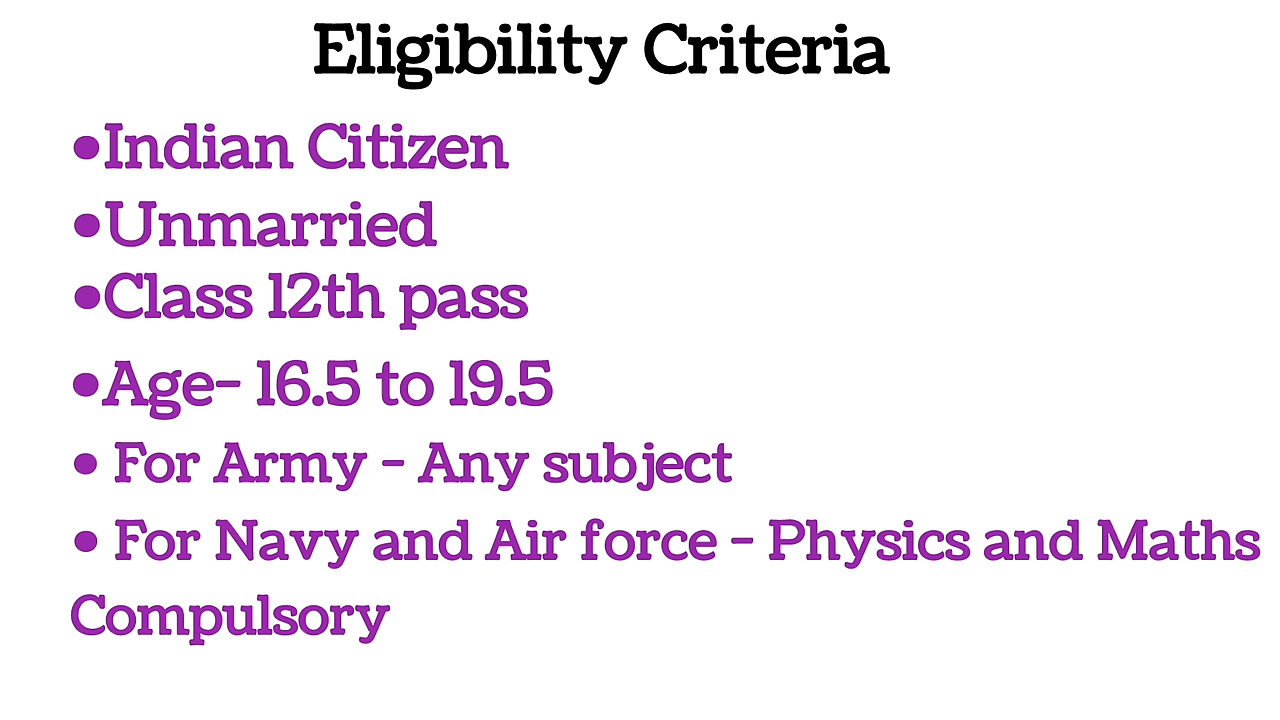 Eligibility Criteria
•Indian Citizen
•Unmarried
•Class 12th pass
•Age- 16.5 to 19.5
• For Army - Any subject
• For Navy and Air force - Physics and Maths
Compulsory